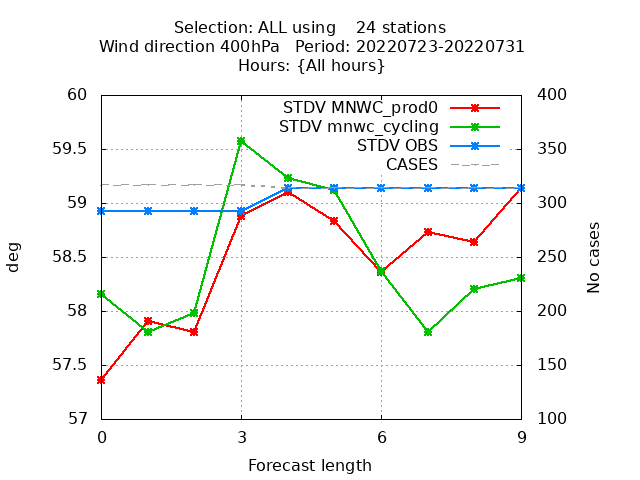 Selection: ALL using    24 stations
Wind direction 400hPa   Period: 20220723-20220731
Hours: {All hours}
STDV MNWC_prod0
STDV mnwc_cycling
STDV OBS
CASES
60
59.5
59
58.5
58
57.5
57
400
350
300
250
200
150
100
deg
No cases
0 3 6 9
Forecast length